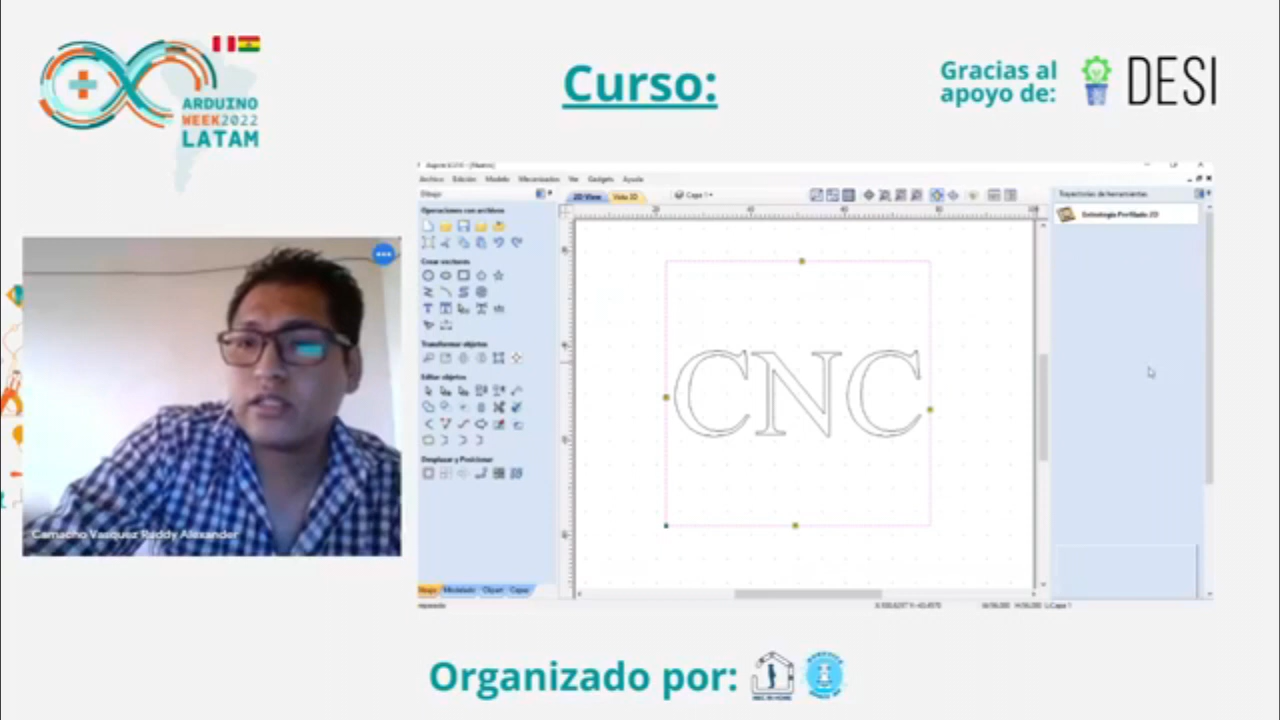 ARDUINO
WEEK2022
LATAM
Curso:
Gracias al
apoyo de:
DESI
Archivo Edición Modelo Mecanizados Ver Gadgets Ayuda
Dibujo
2D View Vista 3D
Capa 1
Trayectorias de herramientas
Operaciones con archivos
Estrategia Perfilado 2D
Crear vectores
Transformar objetos
Editar objetos
CNC
Desplazar y Posicionar
Camacho Vasquez Reddy Alexander
Dibujo Modelado Clipart Capas
Organizado por: